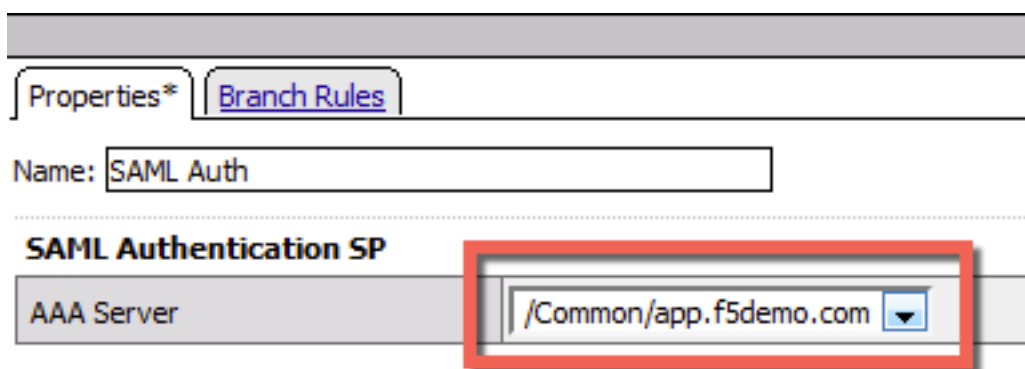 Properties* Branch Rules
Name: SAML Auth
SAML Authentication SP
AAA Server /Common/app.f5demo.com